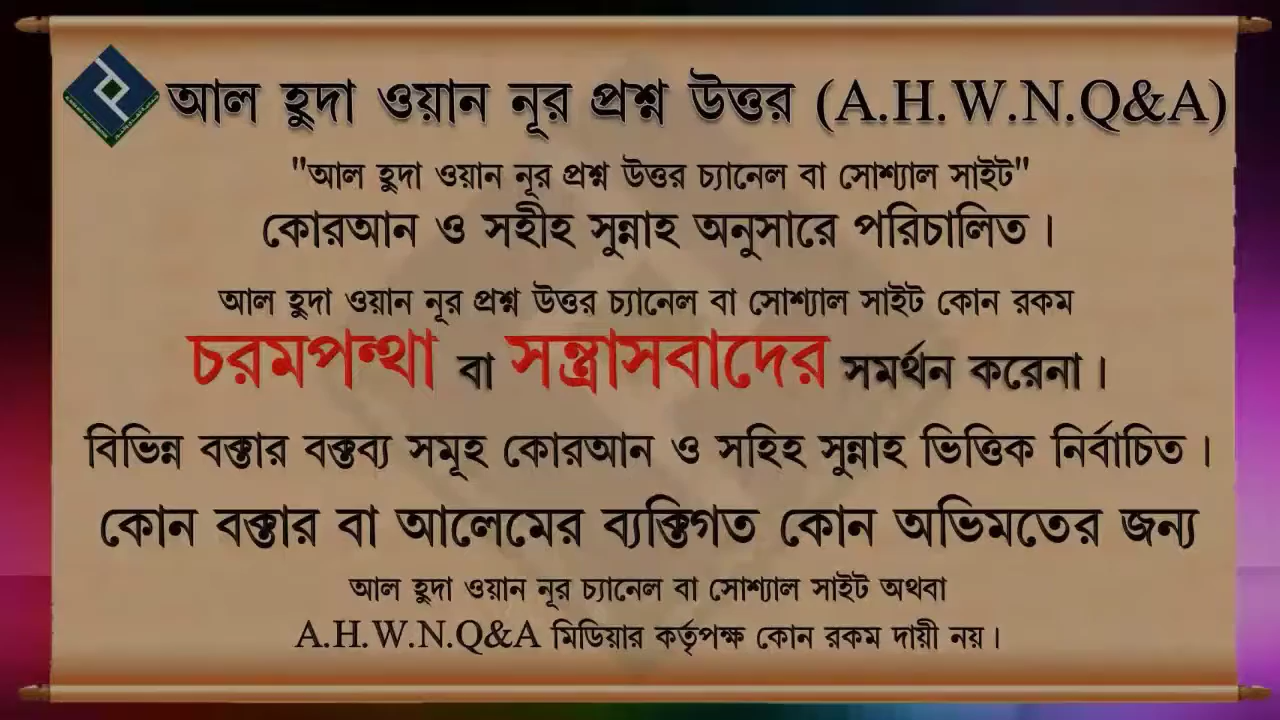 আল হুদা ওয়ান নূর প্রশ্ন উত্তর (A.H.W.N.Q&A)
"আল হুদা ওয়ান নূর প্রশ্ন উত্তর চ্যানেল বা সোশ্যাল সাইট"
কোরআন ও সহীহ সুন্নাহ অনুসারে পরিচালিত।
আল হুদা ওয়ান নূর প্রশ্ন উত্তর চ্যানেল বা সোশ্যাল সাইট কোন রকম
চরমপন্থা বা সন্ত্রাসবাদের সমর্থন করেনা।
বিভিন্ন বক্তার বক্তব্য সমূহ কোরআন ও সহিহ সুন্নাহ ভিত্তিক নির্বাচিত।
কোন বক্তার বা আলেমের ব্যক্তিগত কোন অভিমতের জন্য
আল হুদা ওয়ান নূর চ্যানেল বা সোশ্যাল সাইট অথবা
A.H.W.N.Q&A মিডিয়ার কর্তৃপক্ষ কোন রকম দায়ী নয়।